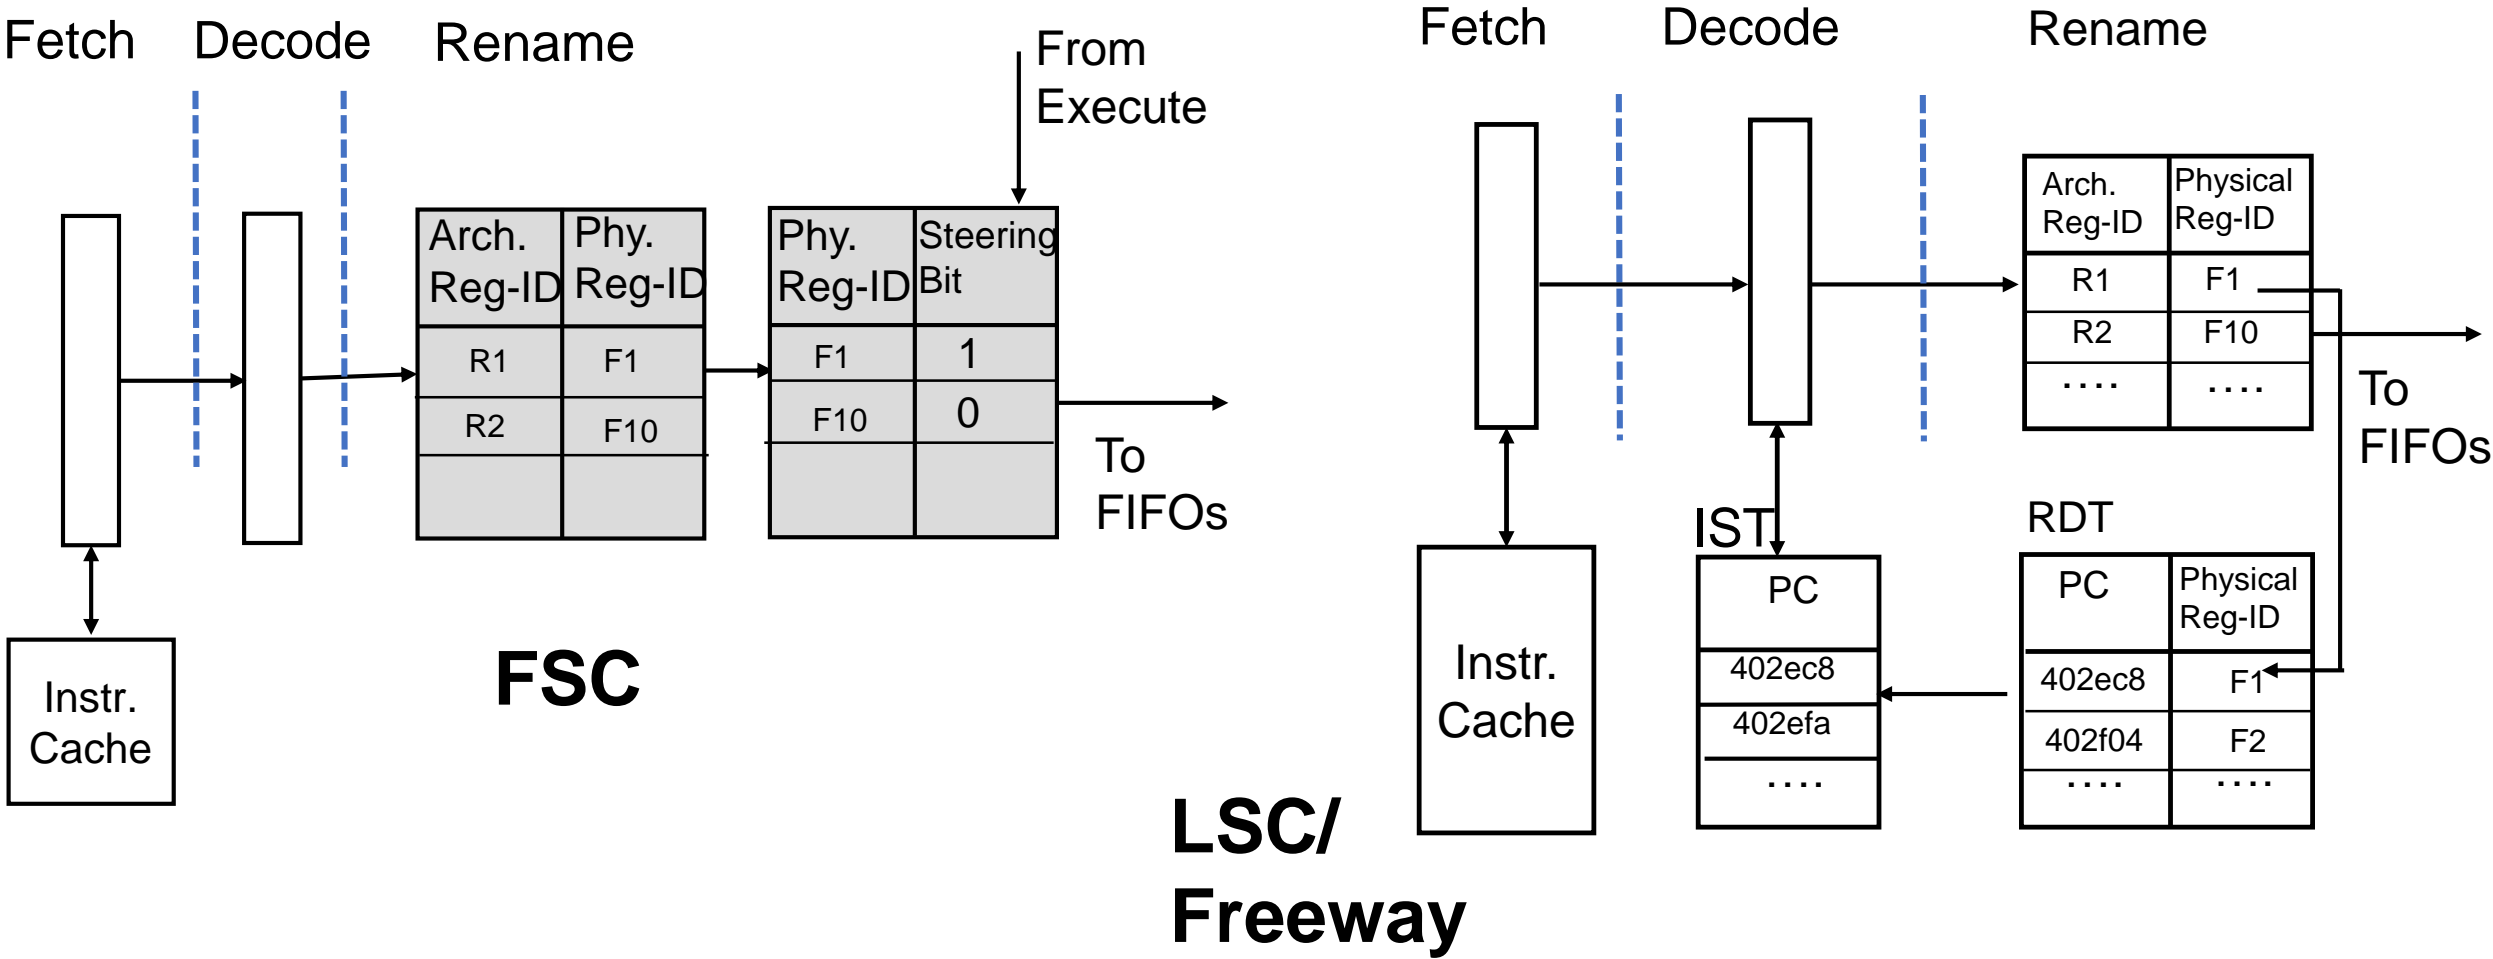 Fetch
Decode
Rename
From
Execute
Arch.
Reg-ID
Phy.
Reg-ID
R1
F1
R2
F10
Phy.
Reg-ID
Steering
Bit
F1
1
F10
0
To
FIFOs
Instr.
Cache
FSC
Fetch
Decode
Rename
Arch.
Reg-ID
Physical
Reg-ID
R1
F1
R2
F10
....
....
To
FIFOs
Instr.
Cache
IST
PC
402ec8
402efa
....
RDT
PC
Physical
Reg-ID
402ec8
F1
402f04
F2
....
....
LSC/
Freeway